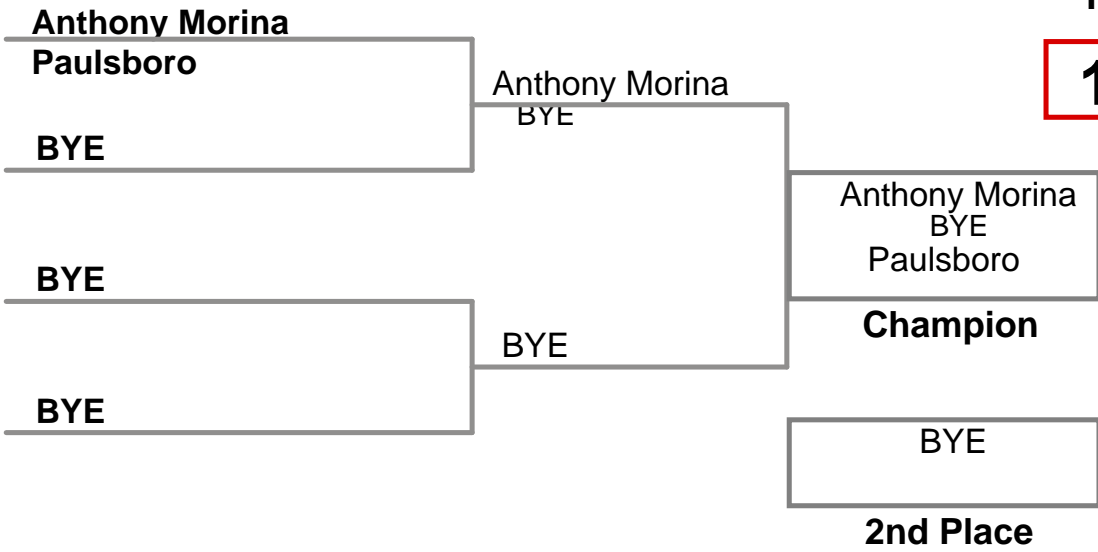 Anthony Morina
Paulsboro
BYE
Anthony Morina
BYE
BYE
BYE
BYE
Anthony Morina
BYE
Paulsboro
Champion
BYE
2nd Place